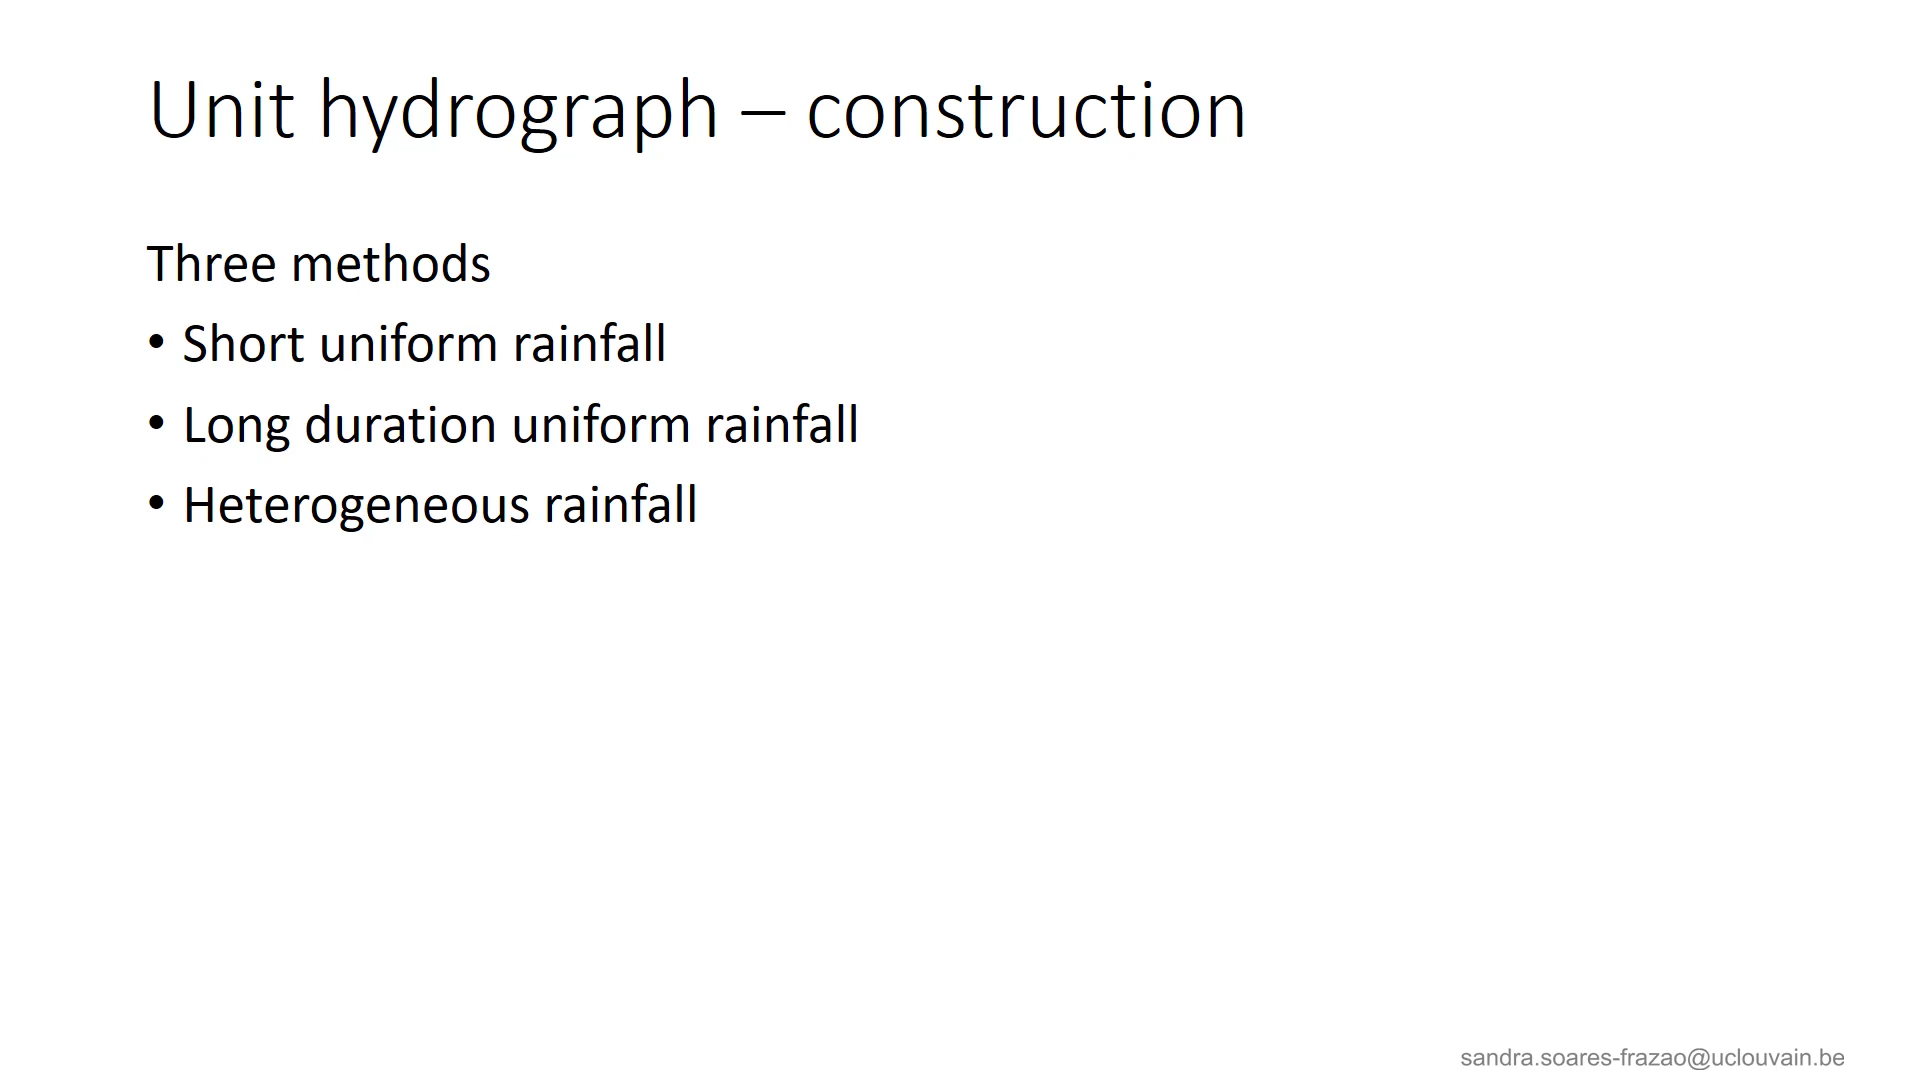 Unit hydrograph – construction
Three methods
• Short uniform rainfall
• Long duration uniform rainfall
• Heterogeneous rainfall
sandra.soares-frazao@uclouvain.be